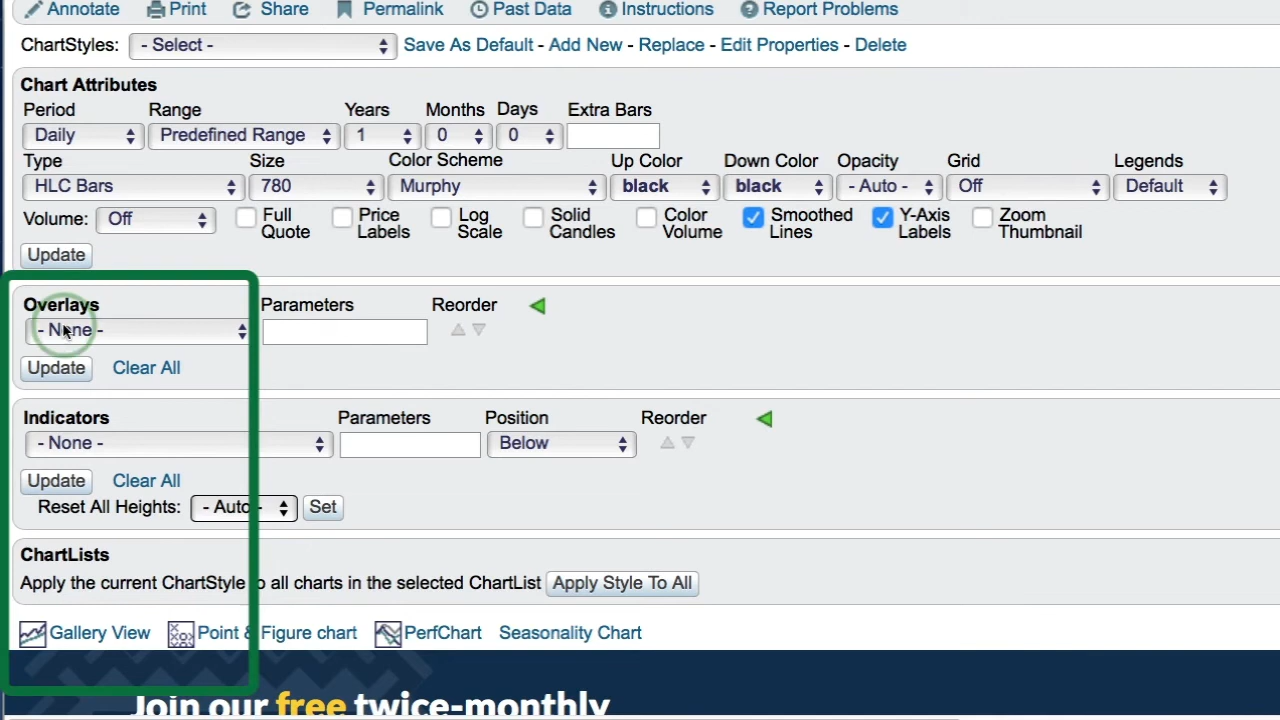 Annotate Print Share Permalink Past Data Instructions Report Problems
ChartStyles: - Select - Save As Default - Add New - Replace - Edit Properties - Delete
Chart Attributes
Period Range Years Months Days Extra Bars
Daily Predefined Range 1 0 0
Type Size Color Scheme Up Color Down Color Opacity Grid Legends
HLC Bars 780 Murphy black black - Auto - Off Default
Volume: Off Full Quote Price Labels Log Scale Solid Candles Color Volume Smoothed Lines Y-Axis Labels Zoom Thumbnail
Update
Overlays Parameters Reorder
- None -
Update Clear All
Indicators Parameters Position Reorder
- None - Below
Update Clear All
Reset All Heights: - Auto - Set
ChartLists
Apply the current ChartStyle to all charts in the selected ChartList Apply Style To All
Gallery View Point & Figure chart PerfChart Seasonality Chart
Join our free twice-monthly